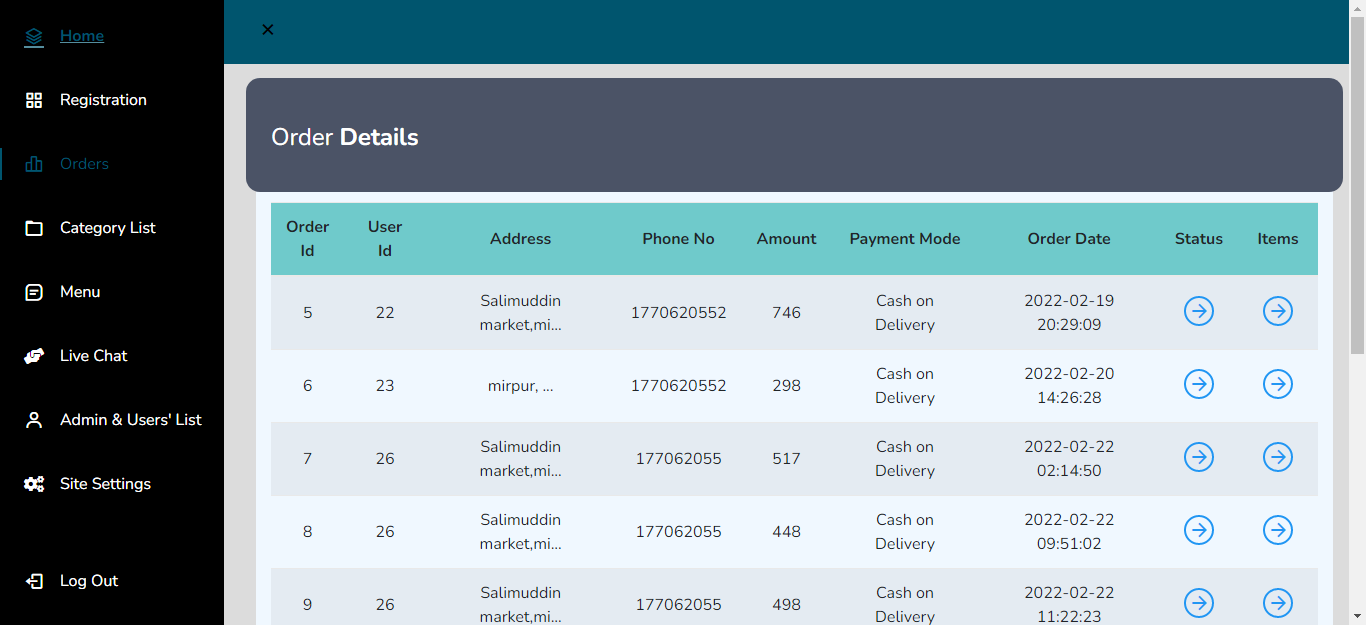 Home
Registration
Orders
Category List
Menu
Live Chat
Admin & Users' List
Site Settings
Log Out
Order Details
Order Id User Id Address Phone No Amount Payment Mode Order Date Status Items
5 22 Salimuddin market,mi... 1770620552 746 Cash on Delivery 2022-02-19 20:29:09
6 23 mirpur, ... 1770620552 298 Cash on Delivery 2022-02-20 14:26:28
7 26 Salimuddin market,mi... 177062055 517 Cash on Delivery 2022-02-22 02:14:50
8 26 Salimuddin market,mi... 177062055 448 Cash on Delivery 2022-02-22 09:51:02
9 26 Salimuddin market,mi... 177062055 498 Cash on Delivery 2022-02-22 11:22:23